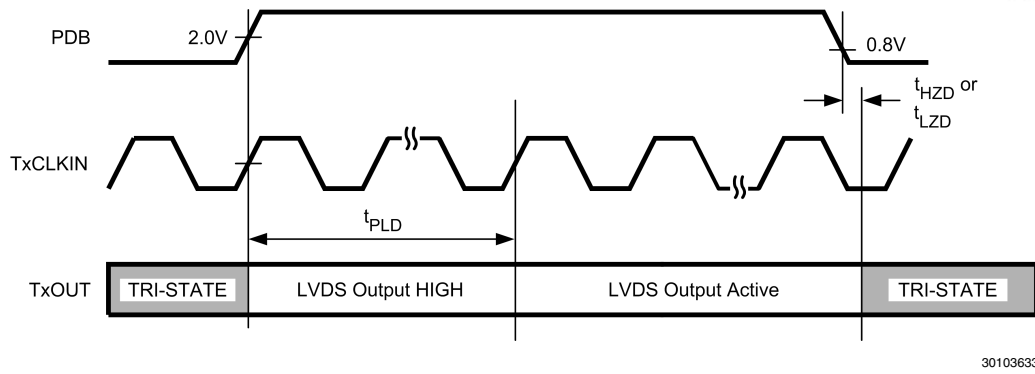 PDB
2.0V
0.8V
tHZD or
tLZD
TxCLKIN
tPLD
TxOUT
TRI-STATE
LVDS Output HIGH
LVDS Output Active
TRI-STATE
30103633